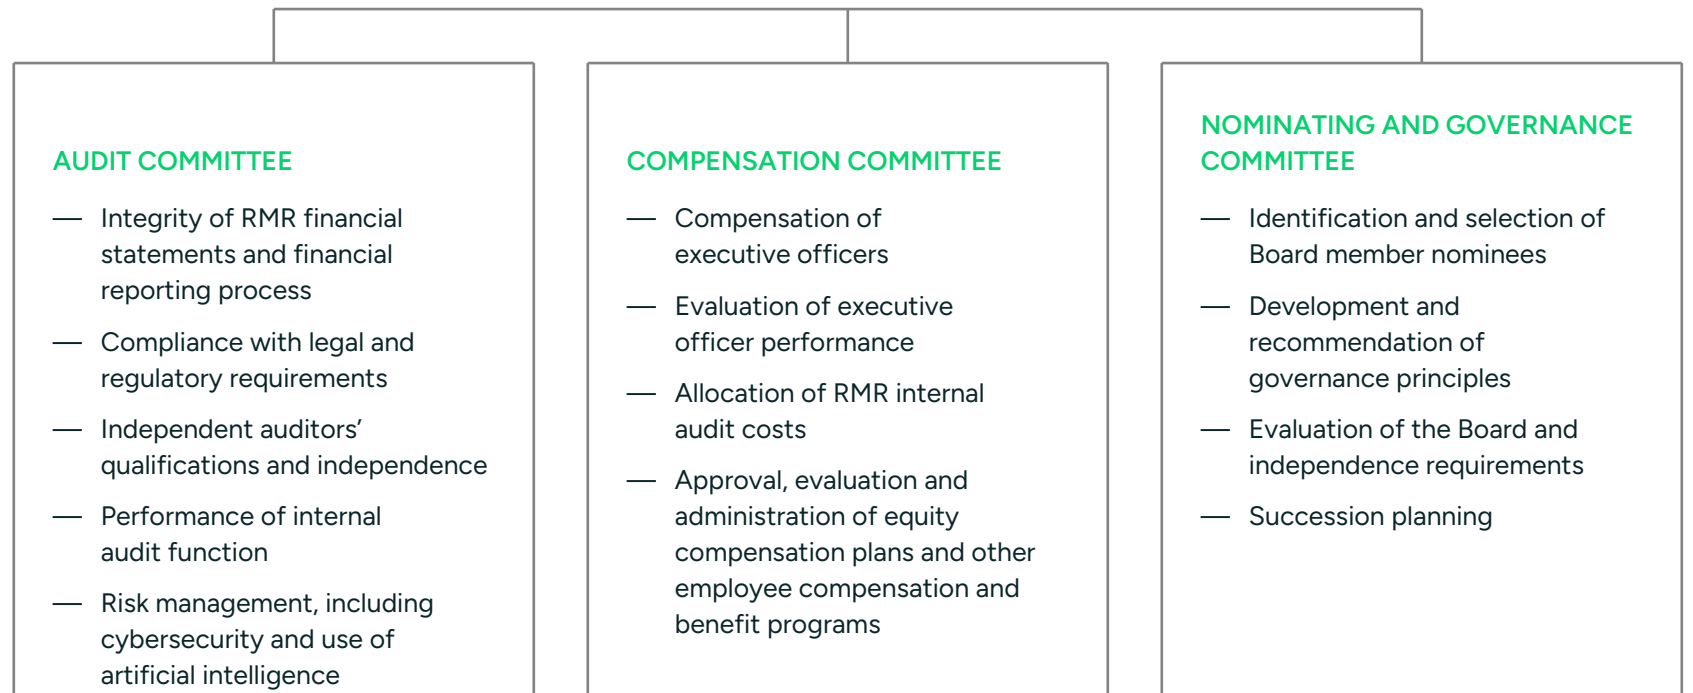 AUDIT COMMITTEE
— Integrity of RMR financial
statements and financial
reporting process
— Compliance with legal and
regulatory requirements
— Independent auditors’
qualifications and independence
— Performance of internal
audit function
— Risk management, including
cybersecurity and use of
artificial intelligence
COMPENSATION COMMITTEE
— Compensation of
executive officers
— Evaluation of executive
officer performance
— Allocation of RMR internal
audit costs
— Approval, evaluation and
administration of equity
compensation plans and other
employee compensation and
benefit programs
NOMINATING AND GOVERNANCE
COMMITTEE
— Identification and selection of
Board member nominees
— Development and
recommendation of
governance principles
— Evaluation of the Board and
independence requirements
— Succession planning